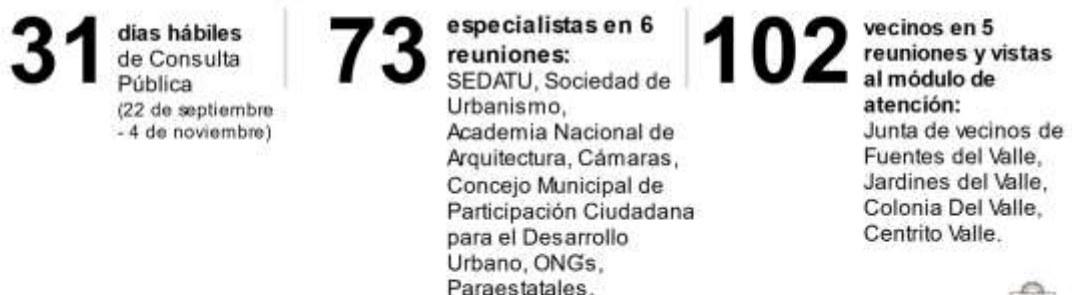 31
días hábiles
de Consulta
Pública
(22 de septiembre
- 4 de noviembre)
73
especialistas en 6
reuniones:
SEDATU, Sociedad de
Urbanismo,
Academia Nacional de
Arquitectura, Cámaras,
Concejo Municipal de
Participación Ciudadana
para el Desarrollo
Urbano, ONG's,
Paraestatales.
102
vecinos en 5
reuniones y vistas
al módulo de
atención:
Junta de vecinos de
Fuentes del Valle,
Jardines del Valle,
Colonia Del Valle,
Centrito Valle.